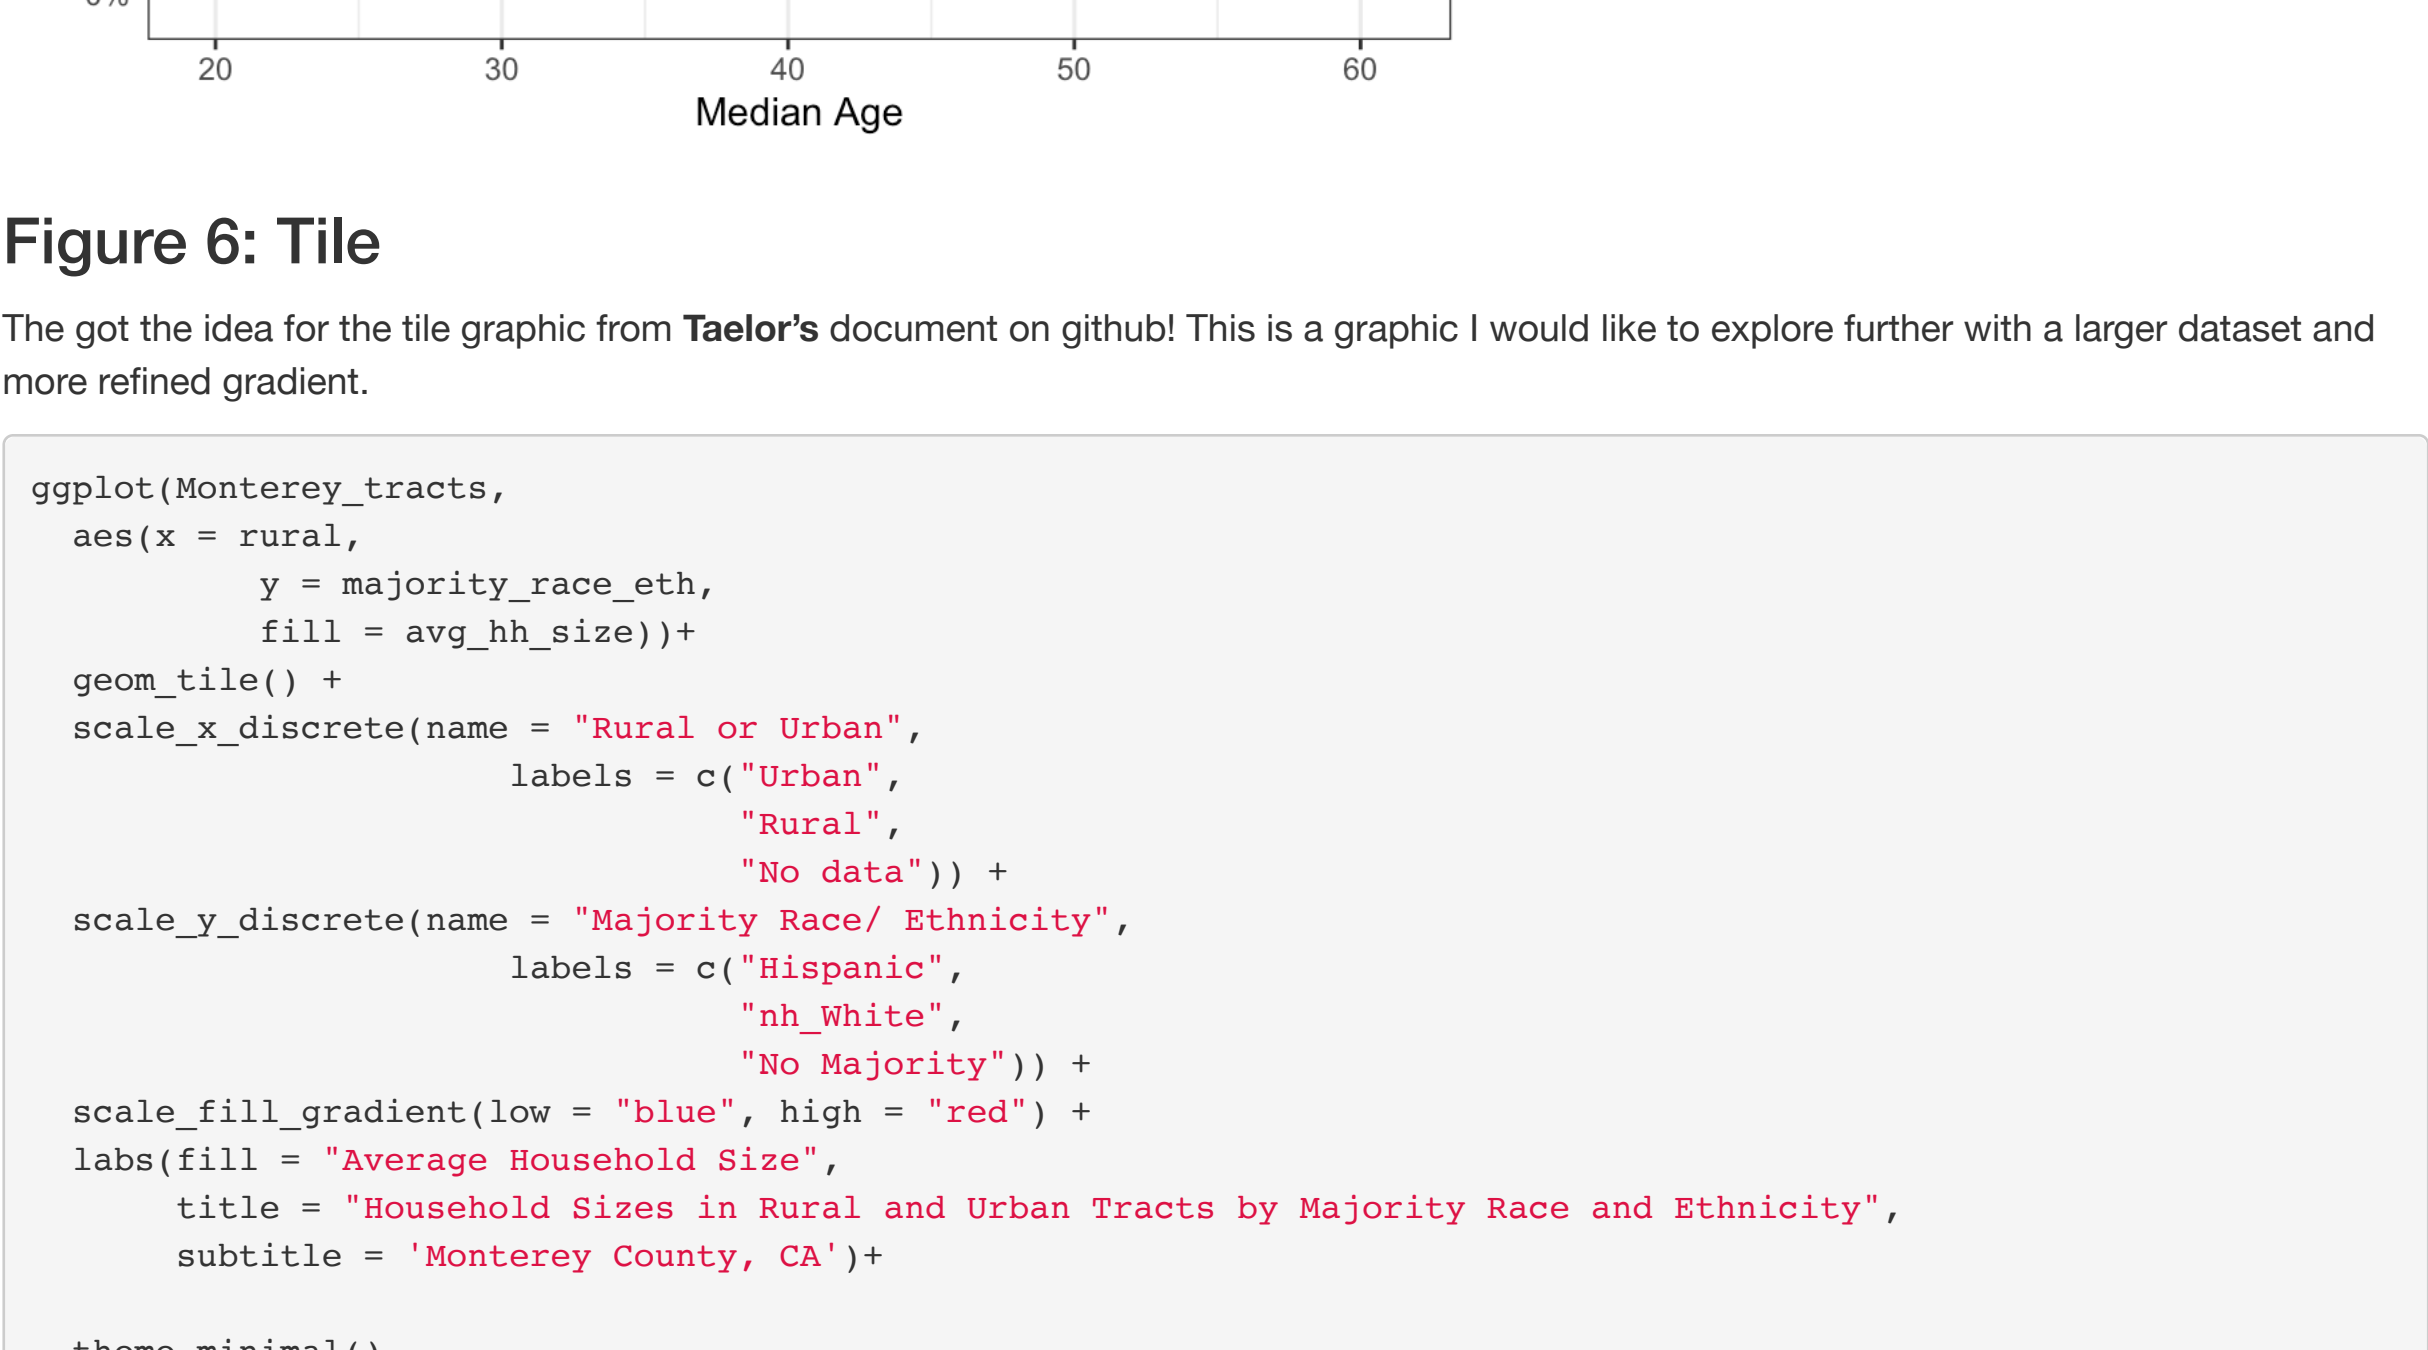 20 30 40 50 60
Median Age
Figure 6: Tile
The got the idea for the tile graphic from Taelor’s document on github! This is a graphic I would like to explore further with a larger dataset and
more refined gradient.
ggplot(Monterey_tracts,
  aes(x = rural,
           y = majority_race_eth,
           fill = avg_hh_size))+
  geom_tile() +
  scale_x_discrete(name = "Rural or Urban",
                       labels = c("Urban",
                                  "Rural",
                                  "No data")) +
  scale_y_discrete(name = "Majority Race/ Ethnicity",
                       labels = c("Hispanic",
                                  "nh_White",
                                  "No Majority")) +
  scale_fill_gradient(low = "blue", high = "red") +
  labs(fill = "Average Household Size",
       title = "Household Sizes in Rural and Urban Tracts by Majority Race and Ethnicity",
       subtitle = 'Monterey County, CA')+
  theme_minimal()